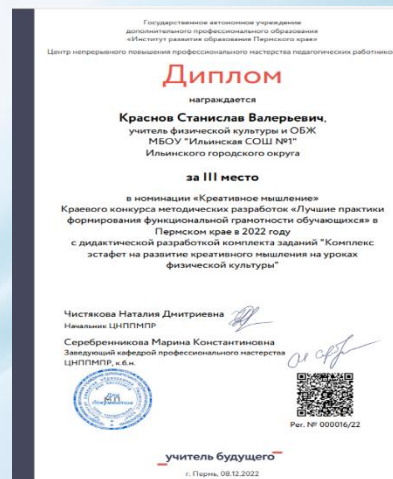 Государственное автономное учреждение
дополнительного профессионального образования
«Институт развития образования Пермского края»
Центр непрерывного повышения профессионального мастерства педагогических работников
Диплом
награждается
Краснов Станислав Валерьевич,
учитель физической культуры и ОБЖ
МБОУ "Ильинская СОШ №1"
Ильинского городского округа
за III место
в номинации «Креативное мышление»
Краевого конкурса методических разработок «Лучшие практики
формирования функциональной грамотности обучающихся» в
Пермском крае в 2022 году
с дидактической разработкой комплекта заданий "Комплекс
эстафет на развитие креативного мышления на уроках
физической культуры"
Чистякова Наталия Дмитриевна
Начальник ЦНППМПР
Серебренникова Марина Константиновна
Заведующий кафедрой профессионального мастерства
ЦНППМПР, к.б.н.
Рег. № 000016/22
учитель будущего
г. Пермь, 08.12.2022